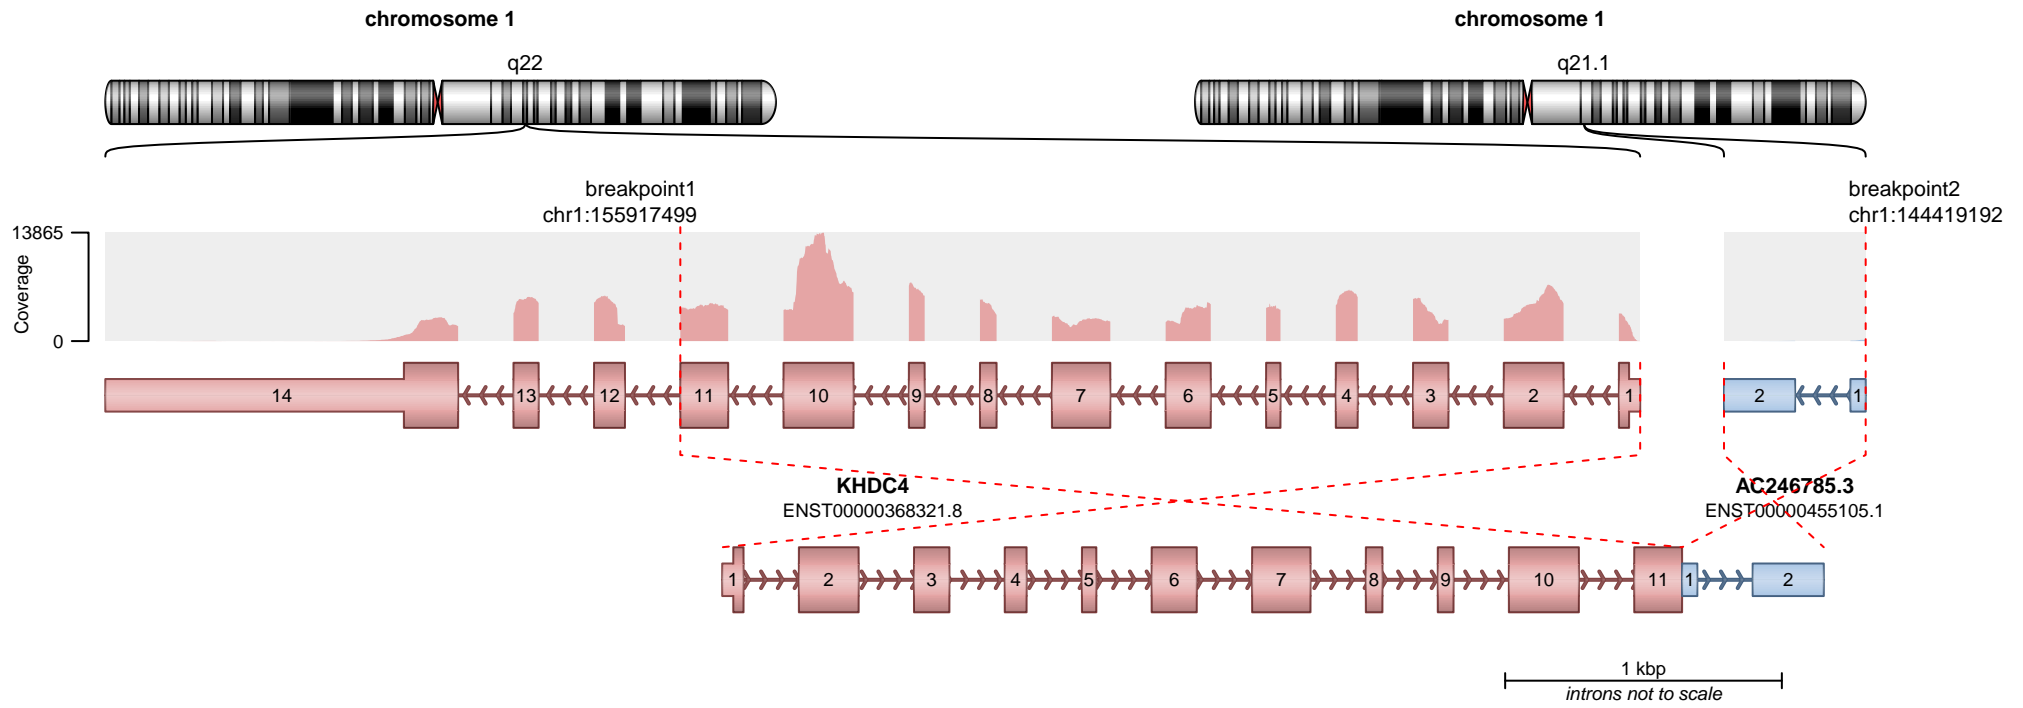 chromosome 1
chromosome 1
q22
q21.1
breakpoint1
chr1:155917499
breakpoint2
chr1:144419192
13865
Coverage
0
14 13 12 11 10 9 8 7 6 5 4 3 2 1 2 1
KHDC4
ENST00000368321.8
AC246785.3
ENST00000455105.1
1 2 3 4 5 6 7 8 9 10 11 1 2
1 kbp
introns not to scale